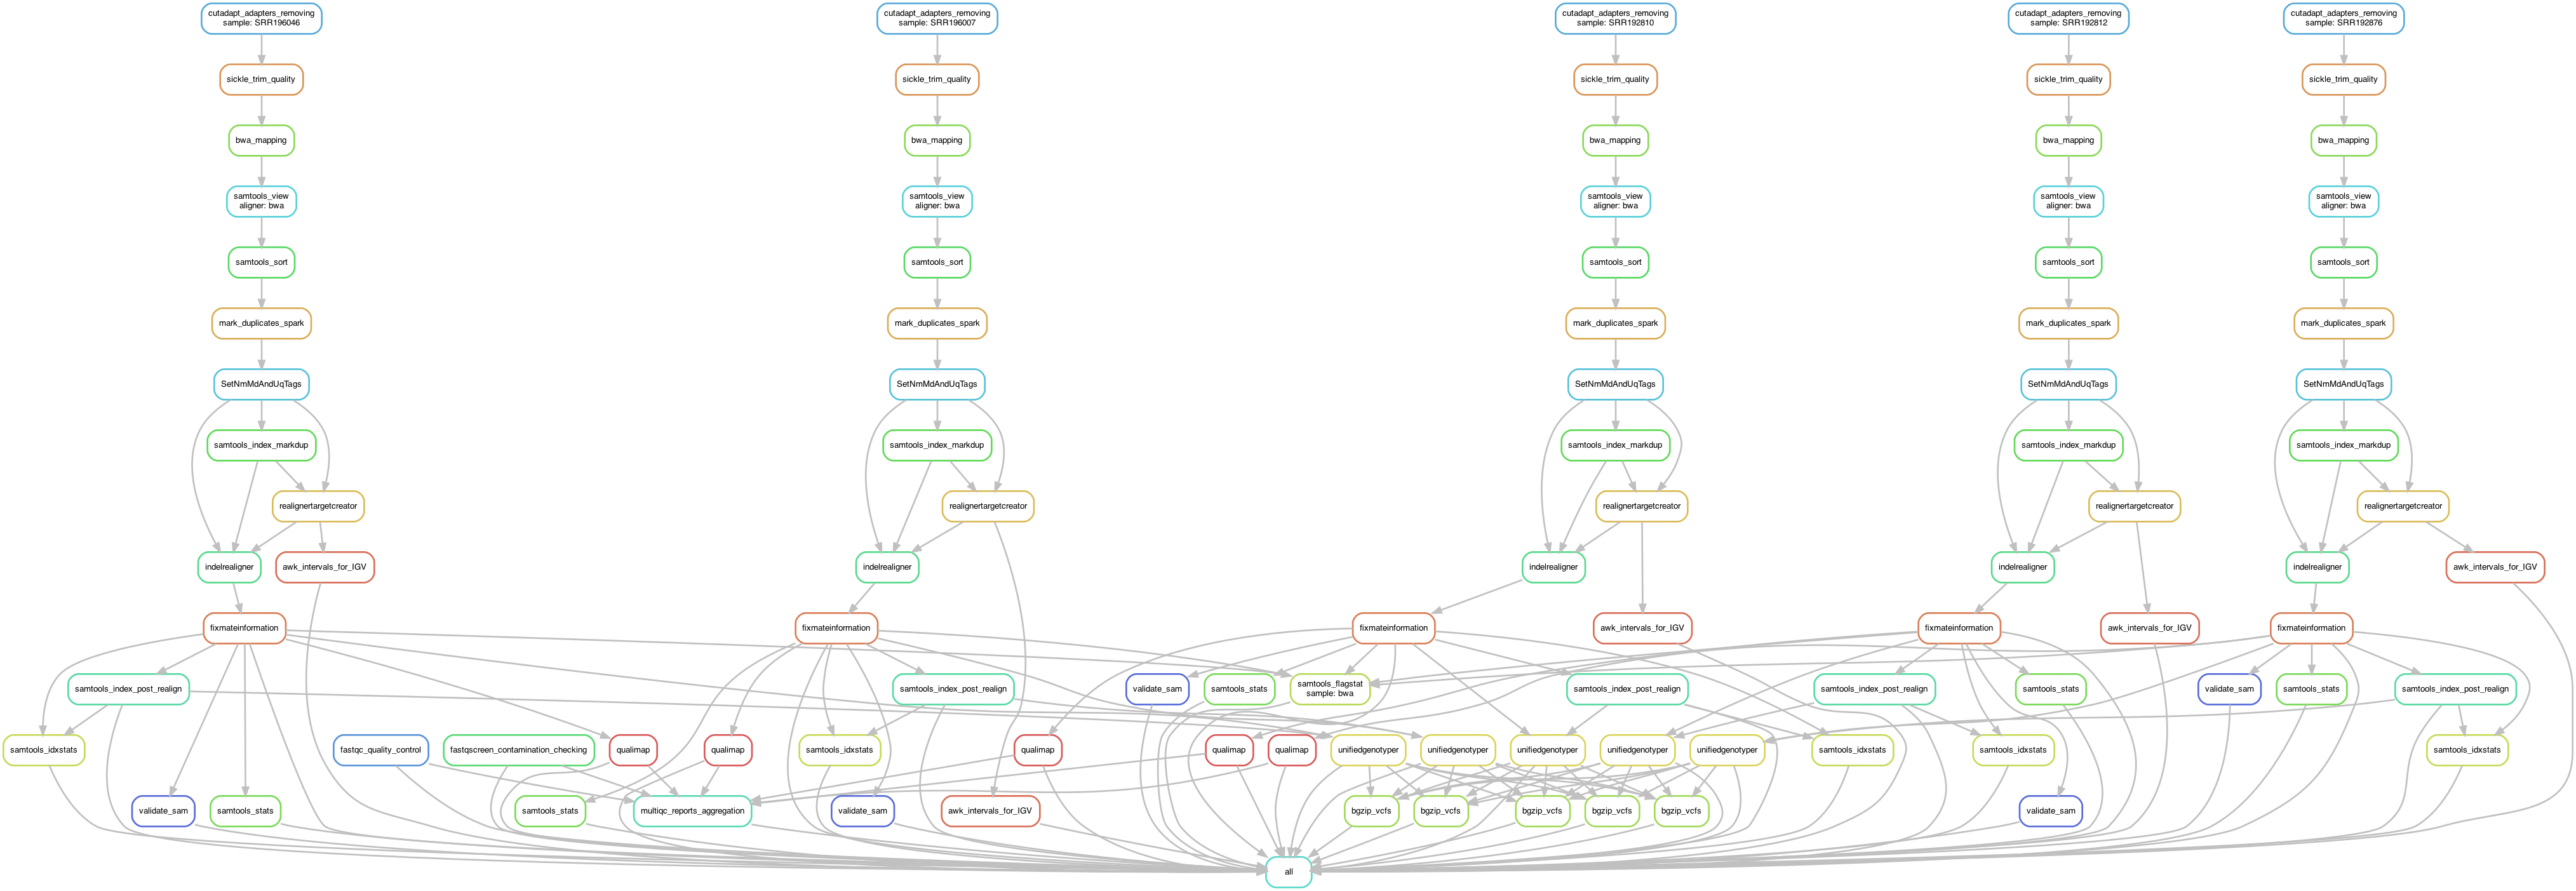 cutadapt_adapters_removing
sample: SRR196046
cutadapt_adapters_removing
sample: SRR196007
cutadapt_adapters_removing
sample: SRR192810
cutadapt_adapters_removing
sample: SRR192812
cutadapt_adapters_removing
sample: SRR192876
sickle_trim_quality
sickle_trim_quality
sickle_trim_quality
sickle_trim_quality
sickle_trim_quality
bwa_mapping
bwa_mapping
bwa_mapping
bwa_mapping
bwa_mapping
samtools_view
aligner: bwa
samtools_view
aligner: bwa
samtools_view
aligner: bwa
samtools_view
aligner: bwa
samtools_view
aligner: bwa
samtools_sort
samtools_sort
samtools_sort
samtools_sort
samtools_sort
mark_duplicates_spark
mark_duplicates_spark
mark_duplicates_spark
mark_duplicates_spark
mark_duplicates_spark
SetNmMdAndUqTags
SetNmMdAndUqTags
SetNmMdAndUqTags
SetNmMdAndUqTags
SetNmMdAndUqTags
samtools_index_markdup
samtools_index_markdup
samtools_index_markdup
samtools_index_markdup
samtools_index_markdup
realignertargetcreator
realignertargetcreator
realignertargetcreator
realignertargetcreator
realignertargetcreator
indelrealigner
awk_intervals_for_IGV
indelrealigner
indelrealigner
indelrealigner
indelrealigner
awk_intervals_for_IGV
fixmateinformation
fixmateinformation
fixmateinformation
awk_intervals_for_IGV
fixmateinformation
awk_intervals_for_IGV
fixmateinformation
samtools_index_post_realign
samtools_index_post_realign
validate_sam
samtools_stats
samtools_flagstat
sample: bwa
samtools_index_post_realign
samtools_index_post_realign
samtools_stats
validate_sam
samtools_stats
samtools_index_post_realign
samtools_idxstats
fastqc_quality_control
fastqscreen_contamination_checking
qualimap
qualimap
samtools_idxstats
qualimap
qualimap
qualimap
unifiedgenotyper
unifiedgenotyper
unifiedgenotyper
unifiedgenotyper
unifiedgenotyper
samtools_idxstats
samtools_idxstats
samtools_idxstats
validate_sam
samtools_stats
samtools_stats
multiqc_reports_aggregation
validate_sam
awk_intervals_for_IGV
bgzip_vcfs
bgzip_vcfs
bgzip_vcfs
bgzip_vcfs
bgzip_vcfs
validate_sam
all